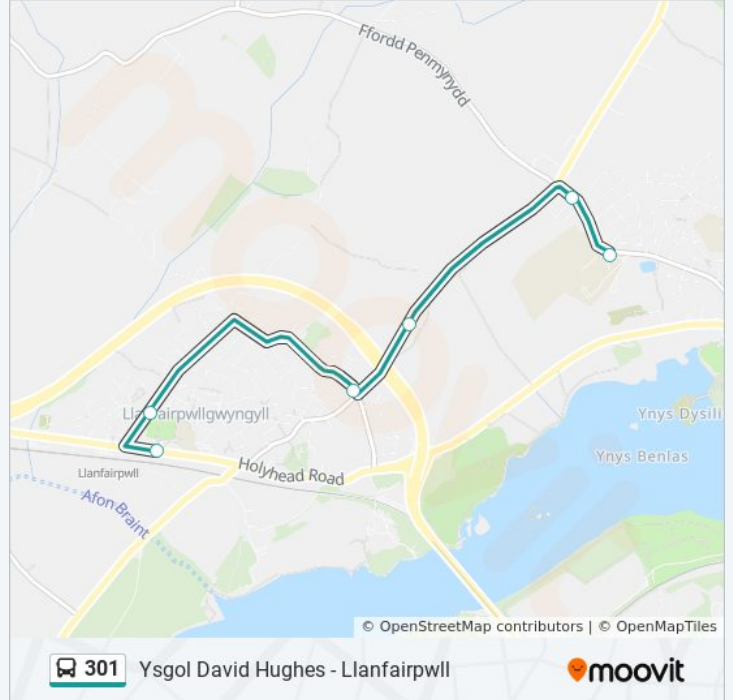 Ffordd Penmynydd
Llanfairpwllgwyngyll
Ynys Dysili
Ynys Benlas
Holyhead Road
Llanfairpwll
Afon Braint
© OpenStreetMap contributors | © OpenMapTiles
301 Ysgol David Hughes - Llanfairpwll
moovit